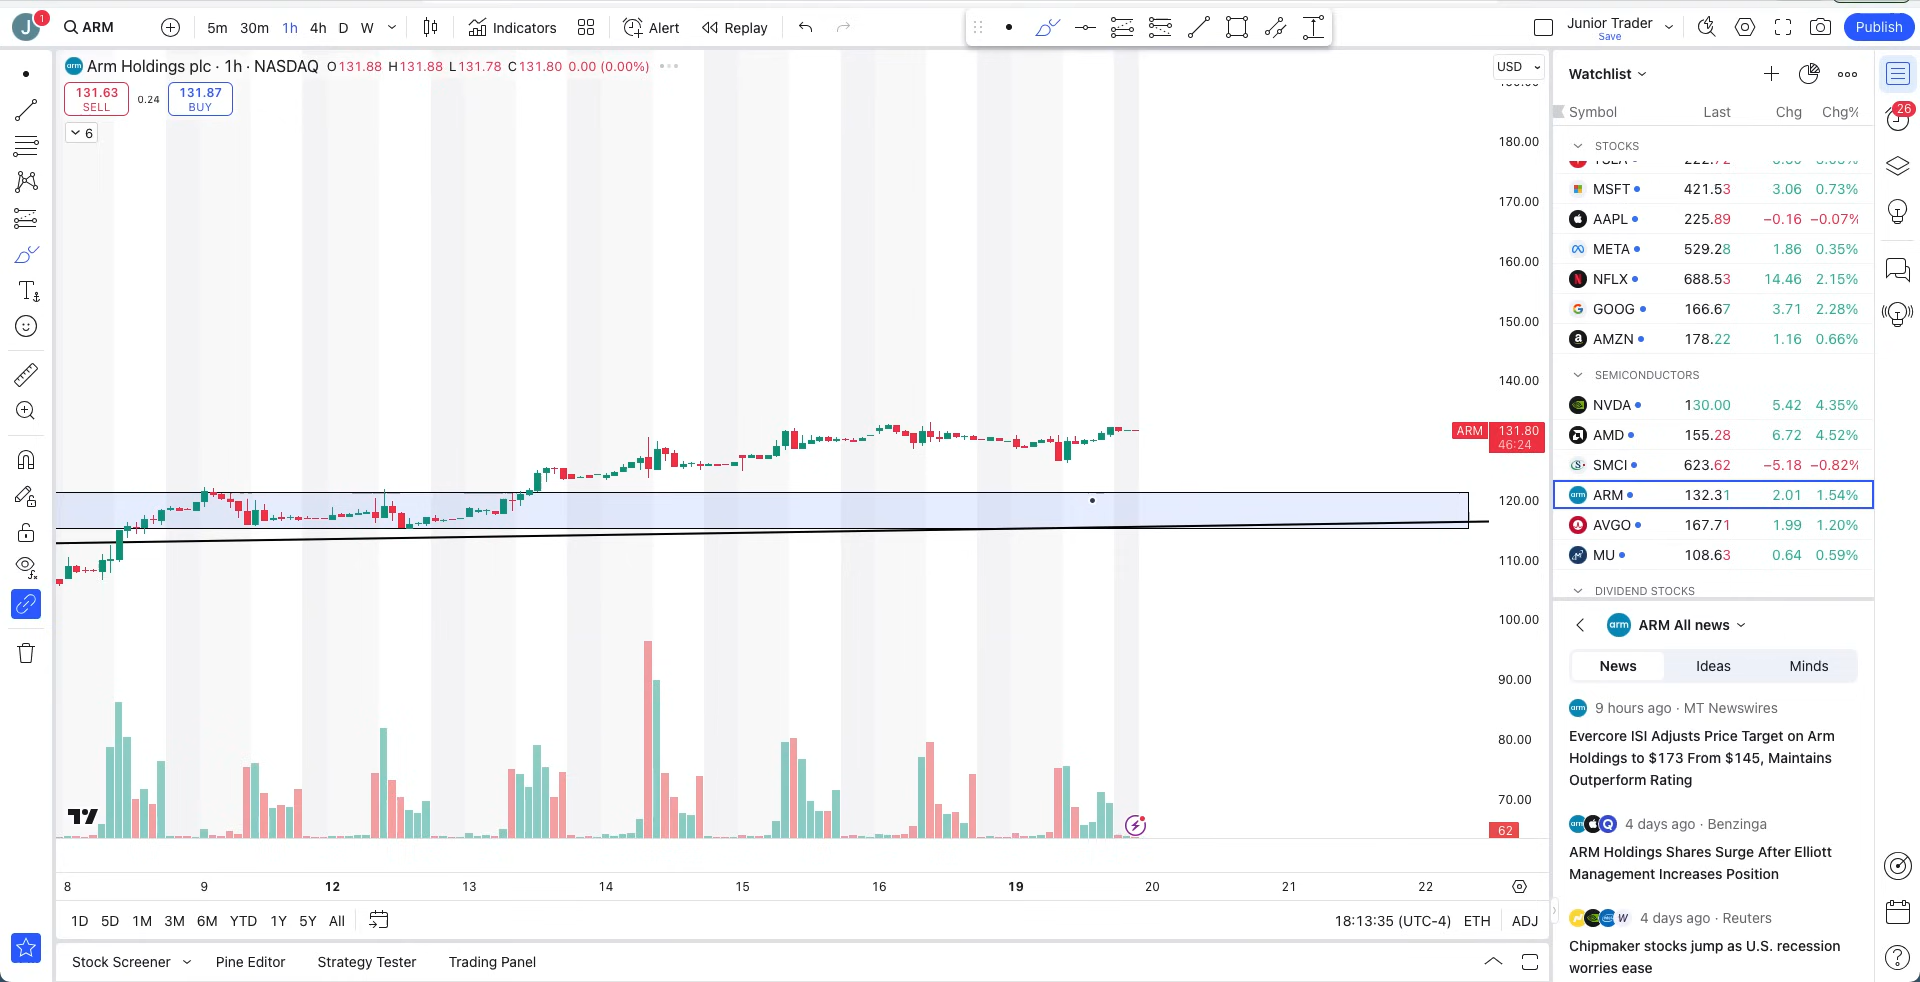 J 1 ARM 5m 30m 1h 4h D W Indicators Alert Replay Junior Trader Save Publish
arm Arm Holdings plc · 1h · NASDAQ O131.88 H131.88 L131.78 C131.80 0.00 (0.00%) USD
131.63 SELL 0.24 131.87 BUY
6
180.00
170.00
160.00
150.00
140.00
ARM 131.80
46:24
120.00
110.00
100.00
90.00
80.00
70.00
62
8 9 12 13 14 15 16 19 20 21 22
1D 5D 1M 3M 6M YTD 1Y 5Y All 18:13:35 (UTC-4) ETH ADJ
Stock Screener Pine Editor Strategy Tester Trading Panel
Watchlist
26
Symbol Last Chg Chg%
STOCKS
MSFT 421.53 3.06 0.73%
AAPL 225.89 −0.16 −0.07%
META 529.28 1.86 0.35%
NFLX 688.53 14.46 2.15%
GOOG 166.67 3.71 2.28%
AMZN 178.22 1.16 0.66%
SEMICONDUCTORS
NVDA 130.00 5.42 4.35%
AMD 155.28 6.72 4.52%
SMCI 623.62 −5.18 −0.82%
arm ARM 132.31 2.01 1.54%
AVGO 167.71 1.99 1.20%
MU 108.63 0.64 0.59%
DIVIDEND STOCKS
arm ARM All news
News Ideas Minds
arm 9 hours ago · MT Newswires
Evercore ISI Adjusts Price Target on Arm
Holdings to $173 From $145, Maintains
Outperform Rating
4 days ago · Benzinga
ARM Holdings Shares Surge After Elliott
Management Increases Position
W 4 days ago · Reuters
Chipmaker stocks jump as U.S. recession
worries ease